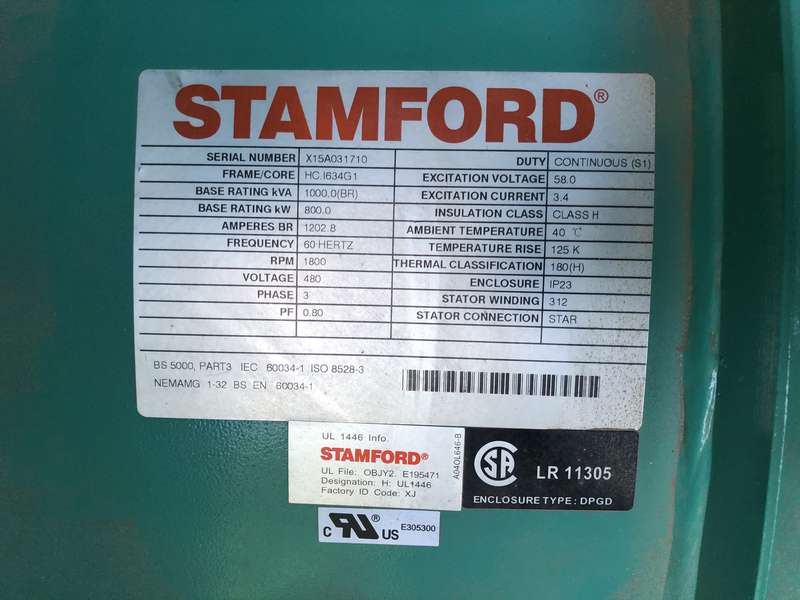 STAMFORD®
SERIAL NUMBER X15A031710
FRAME/CORE HC.I634G1
BASE RATING kVA 1000.0(BR)
BASE RATING kW 800.0
AMPERES BR 1202.8
FREQUENCY 60 HERTZ
RPM 1800
VOLTAGE 480
PHASE 3
PF 0.80
DUTY CONTINUOUS (S1)
EXCITATION VOLTAGE 58.0
EXCITATION CURRENT 3.4
INSULATION CLASS CLASS H
AMBIENT TEMPERATURE 40 ℃
TEMPERATURE RISE 125 K
THERMAL CLASSIFICATION 180(H)
ENCLOSURE IP23
STATOR WINDING 312
STATOR CONNECTION STAR
BS 5000, PART3 IEC 60034-1 ISO 8528-3
NEMAMG 1-32 BS EN 60034-1
UL 1446 Info.
STAMFORD®
UL File: OBJY2. E195471
Designation: H: UL1446
Factory ID Code: XJ
A04OL646-B
SA LR 11305
ENCLOSURE TYPE: DPGD
C RU® US E305300